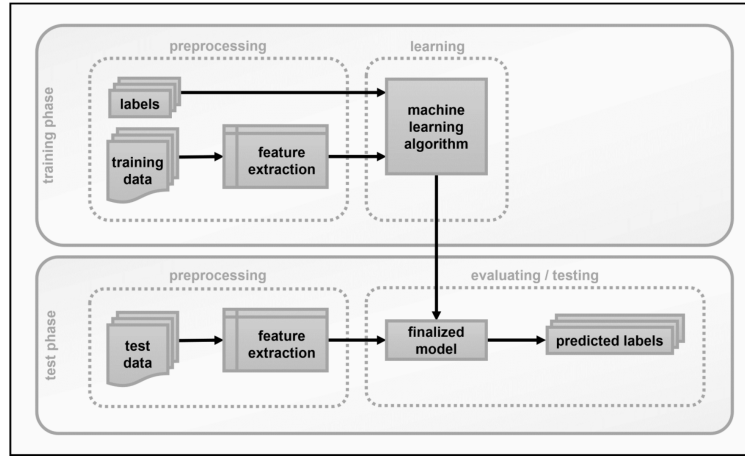 preprocessing
learning
training phase
labels
machine
learning
algorithm
training
data
feature
extraction
preprocessing
evaluating / testing
test phase
test
data
feature
extraction
finalized
model
predicted labels